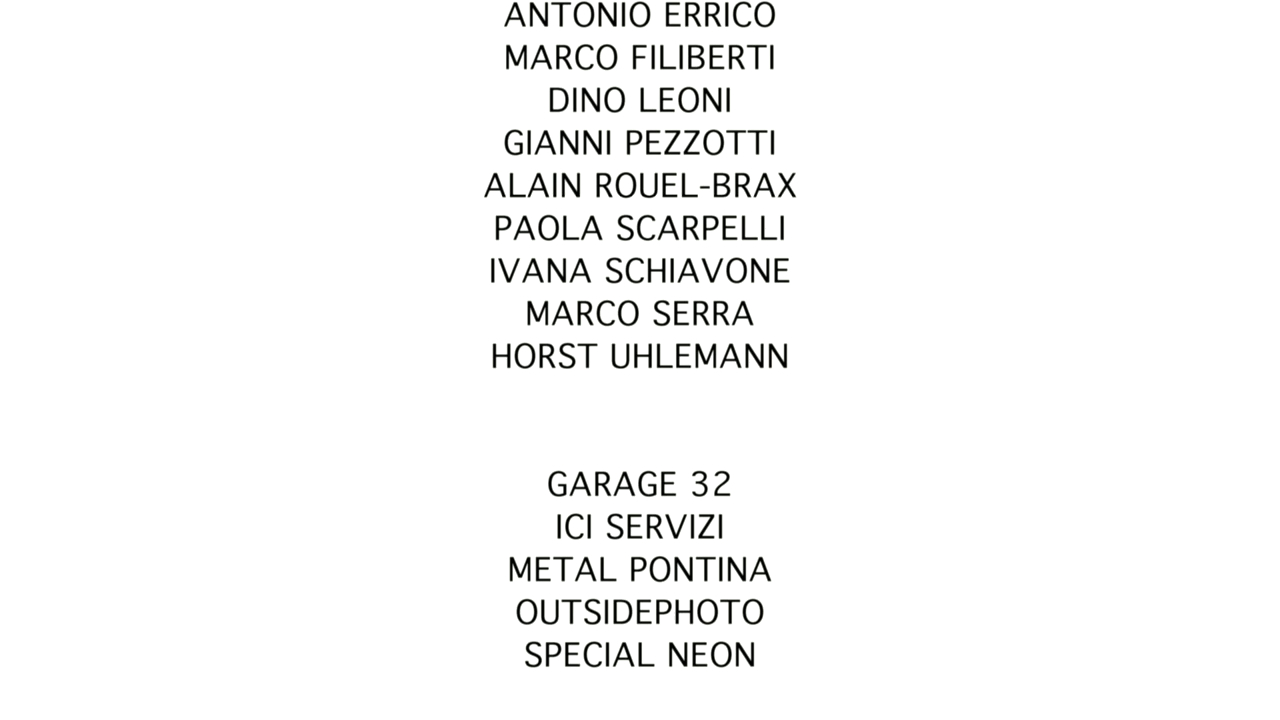 ANTONIO ERRICO
MARCO FILIBERTI
DINO LEONI
GIANNI PEZZOTTI
ALAIN ROUEL-BRAX
PAOLA SCARPELLI
IVANA SCHIAVONE
MARCO SERRA
HORST UHLEMANN
GARAGE 32
ICI SERVIZI
METAL PONTINA
OUTSIDEPHOTO
SPECIAL NEON